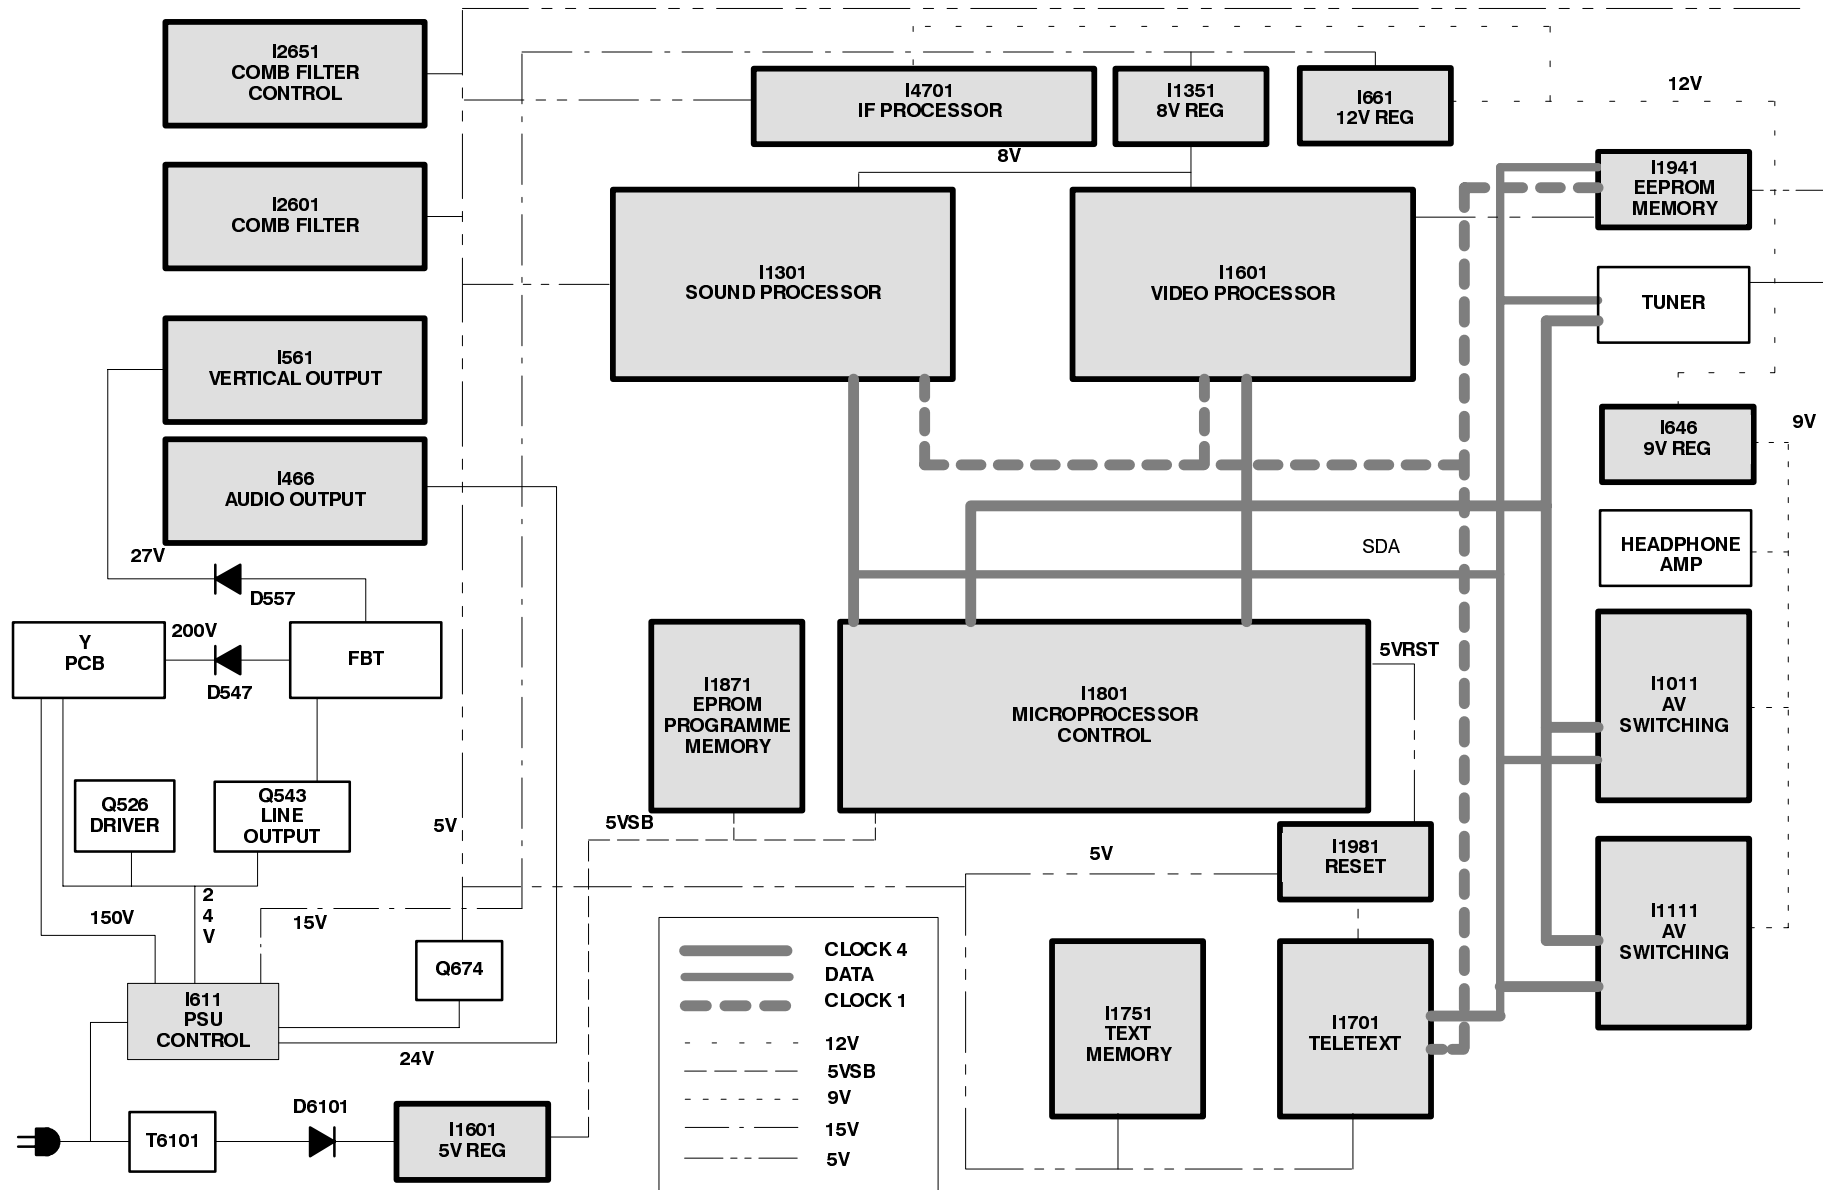 I2651
COMB FILTER
CONTROL
I4701
IF PROCESSOR
I1351
8V REG
I661
12V REG
12V
8V
I1941
EEPROM
MEMORY
I2601
COMB FILTER
I1301
SOUND PROCESSOR
I1601
VIDEO PROCESSOR
TUNER
I561
VERTICAL OUTPUT
I646
9V REG
9V
I466
AUDIO OUTPUT
SDA
HEADPHONE
AMP
27V
D557
Y
PCB
200V
D547
FBT
5VRST
I1871
EPROM
PROGRAMME
MEMORY
I1801
MICROPROCESSOR
CONTROL
I1011
AV
SWITCHING
Q526
DRIVER
Q543
LINE
OUTPUT
5V
5VSB
5V
I1981
RESET
2
4
V
150V
15V
I1111
AV
SWITCHING
Q674
I611
PSU
CONTROL
24V
I1751
TEXT
MEMORY
I1701
TELETEXT
CLOCK 4
DATA
CLOCK 1
12V
5VSB
9V
15V
5V
T6101
D6101
I1601
5V REG